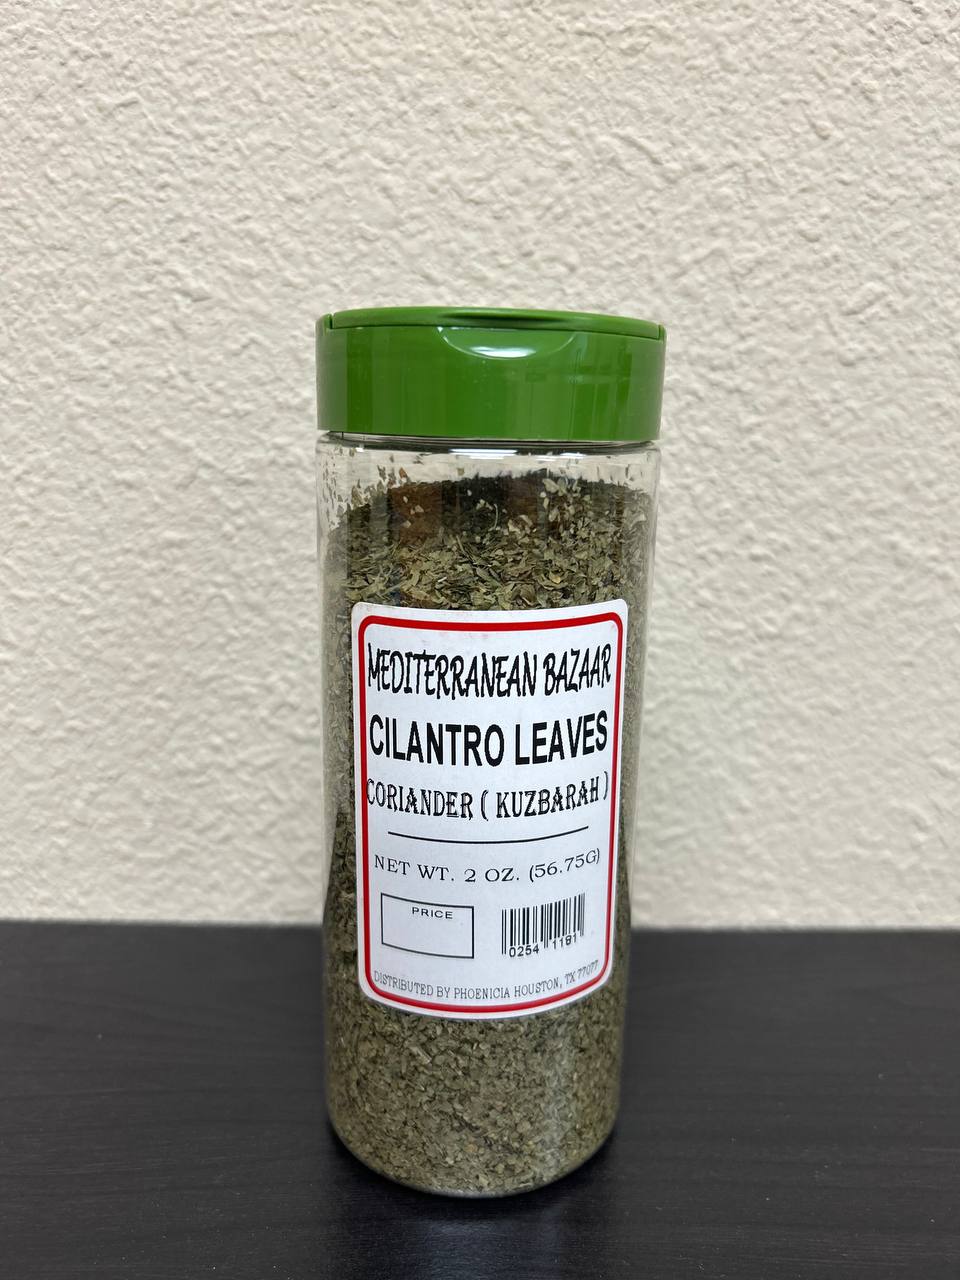 MEDITERRANEAN BAZAAR
CILANTRO LEAVES
CORIANDER ( KUZBARAH )
NET WT. 2 OZ. (56.75G)
PRICE
0254 1181
DISTRIBUTED BY PHOENICIA HOUSTON, TX 77077